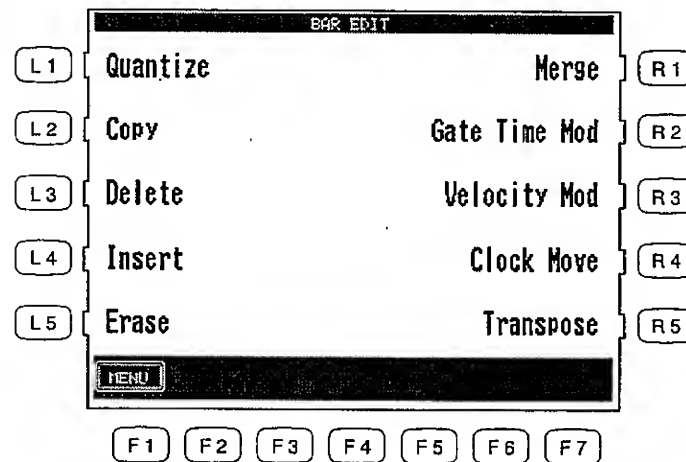 BAR EDIT
L1 Quantize Merge R1
L2 Copy Gate Time Mod R2
L3 Delete Velocity Mod R3
L4 Insert Clock Move R4
L5 Erase Transpose R5
MENU
F1 F2 F3 F4 F5 F6 F7